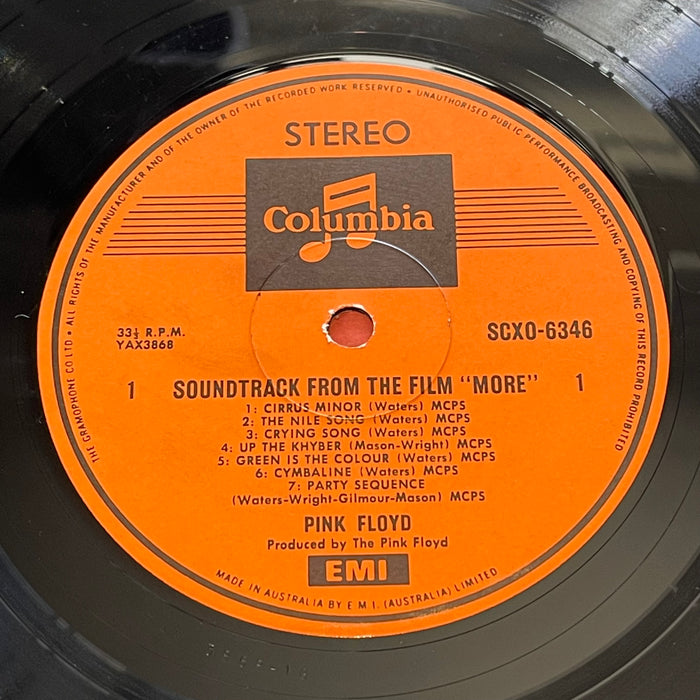 THE GRAMOPHONE CO LTD • ALL RIGHTS OF THE MANUFACTURER AND OF THE OWNER OF THE RECORDED WORK RESERVED • UNAUTHORISED PUBLIC PERFORMANCE BROADCASTING AND COPYING OF THIS RECORD PROHIBITED
STEREO
Columbia
33⅓ R.P.M.
YAX3868
SCXO-6346
1 SOUNDTRACK FROM THE FILM "MORE" 1
1: CIRRUS MINOR (Waters) MCPS
2: THE NILE SONG (Waters) MCPS
3: CRYING SONG (Waters) MCPS
4: UP THE KHYBER (Mason-Wright) MCPS
5: GREEN IS THE COLOUR (Waters) MCPS
6: CYMBALINE (Waters) MCPS
7: PARTY SEQUENCE
(Waters-Wright-Gilmour-Mason) MCPS
PINK FLOYD
Produced by The Pink Floyd
EMI
MADE IN AUSTRALIA BY E M I. (AUSTRALIA) LIMITED